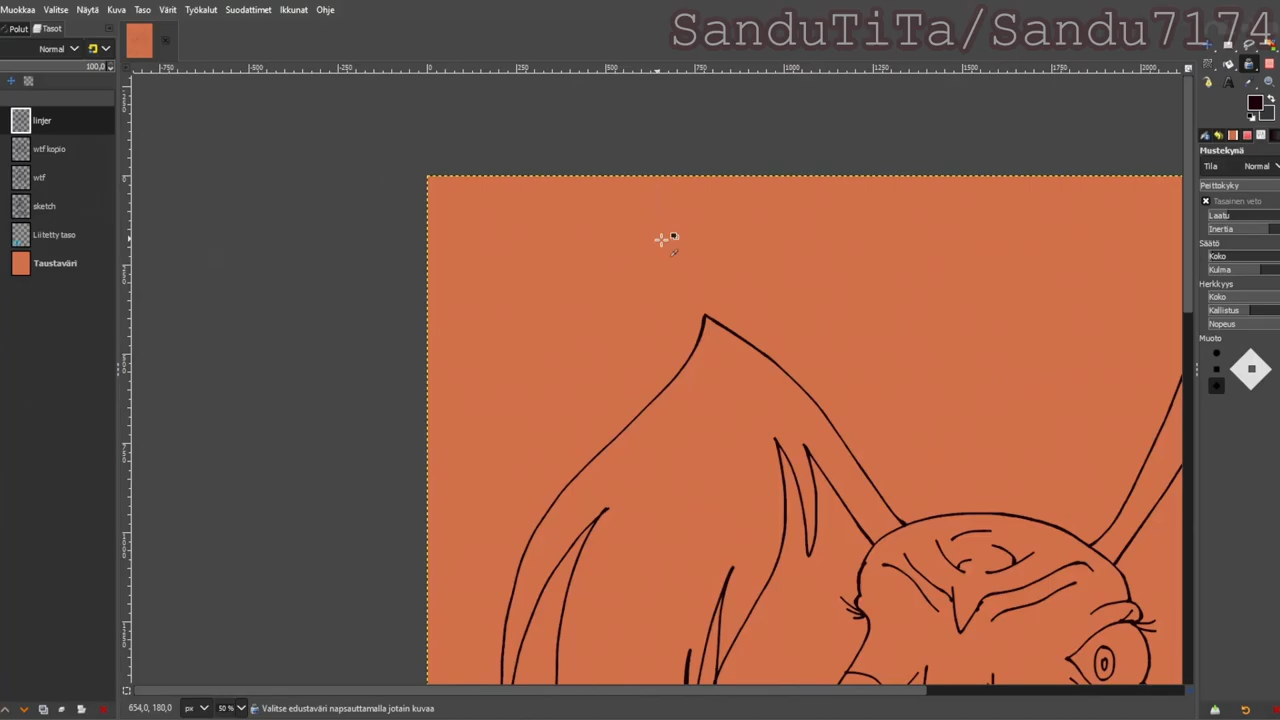 Muokkaa Valitse Näytä Kuva Taso Värit Työkalut Suodattimet Ikkunat Ohje
SanduTiTa/Sandu7174
Polut Tasot
Normal
100,0
linjer
wtf kopio
wtf
sketch
Liitetty taso
Taustaväri
-750 -500 -250 0 250 500 750 1000 1250 1500 1750 2000
Mustekynä
Tila Normal
Peittokyky
Tasainen veto
Laatu
Inertia
Säätö
Koko
Kulma
Herkkyys
Koko
Kallistus
Nopeus
Muoto
654,0, 180,0 px 50 % Valitse edustaväri napsauttamalla jotain kuvaa